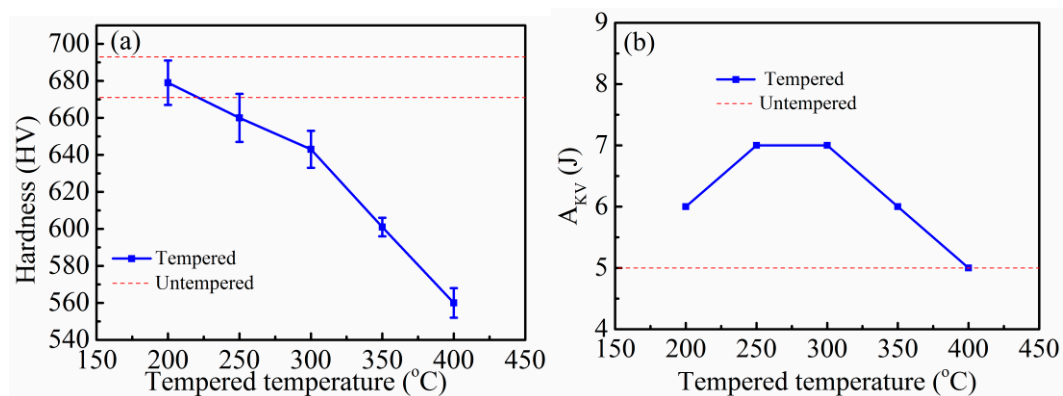 (a)
700
680
660
640
620
600
580
560
540
Hardness (HV)
Tempered
Untempered
150 200 250 300 350 400 450
Tempered temperature (°C)
(b)
9
8
7
6
5
4
A_KV (J)
Tempered
Untempered
150 200 250 300 350 400 450
Tempered temperature (°C)